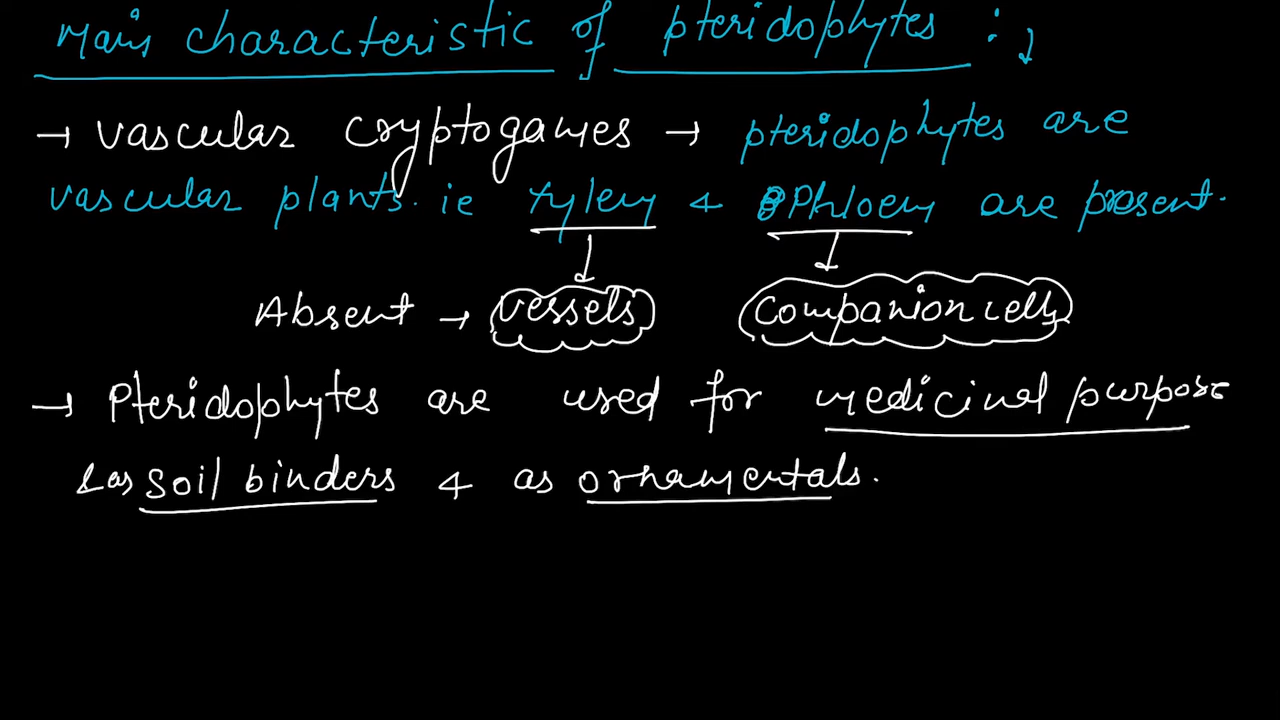 Main characteristic of pteridophytes :→
→ vascular cryptogames → pteridophytes are
vascular plants. ie xylem & Phloem are present.
Absent → vessels companion cells
→ Pteridophytes are used for medicinal purpose
& as soil binders & as ornamentals.